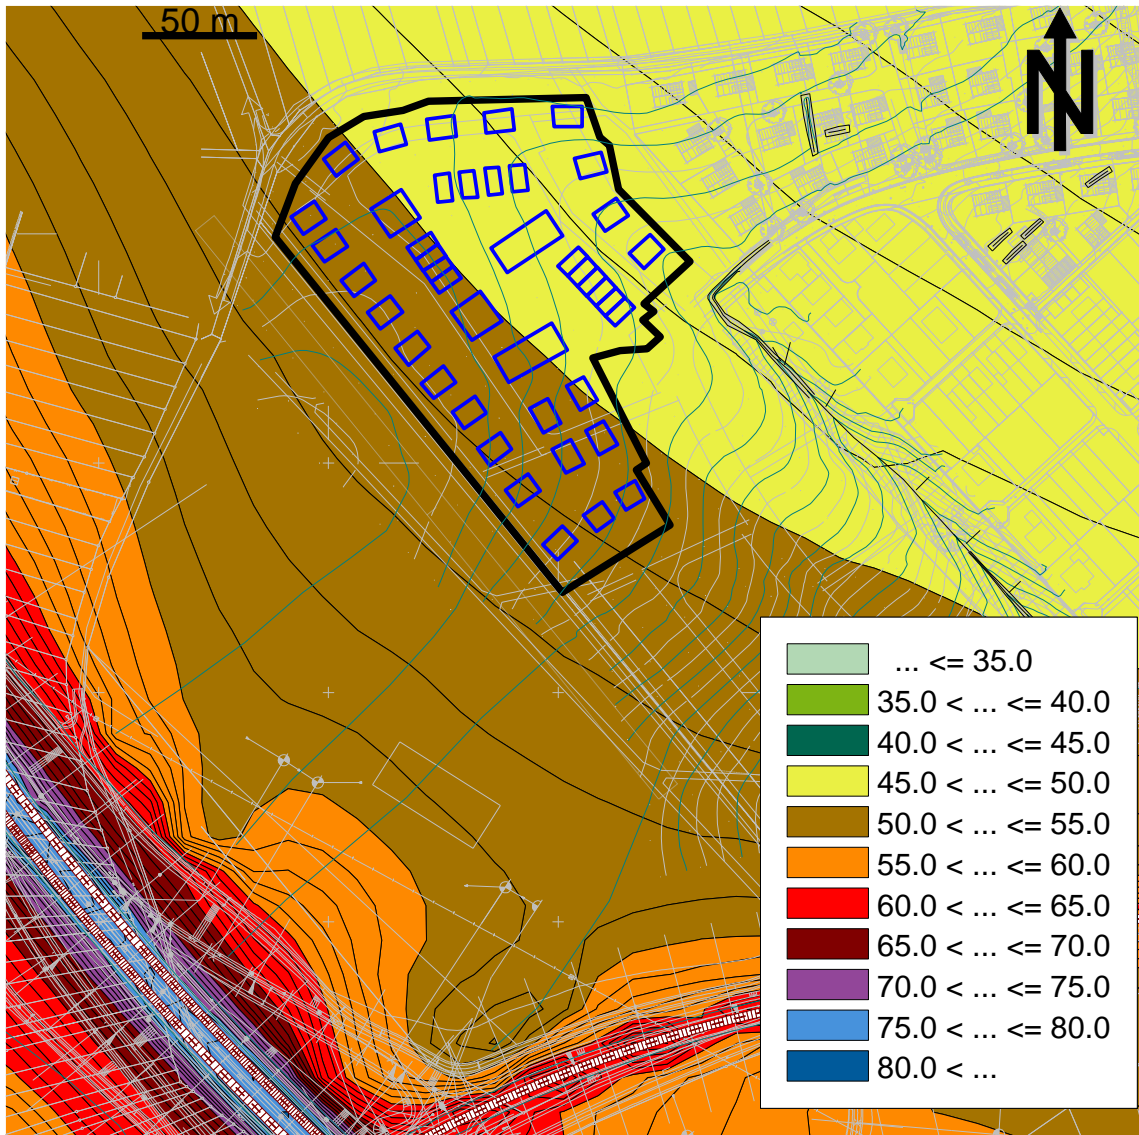 50 m
N
... <= 35.0
35.0 < ... <= 40.0
40.0 < ... <= 45.0
45.0 < ... <= 50.0
50.0 < ... <= 55.0
55.0 < ... <= 60.0
60.0 < ... <= 65.0
65.0 < ... <= 70.0
70.0 < ... <= 75.0
75.0 < ... <= 80.0
80.0 < ...